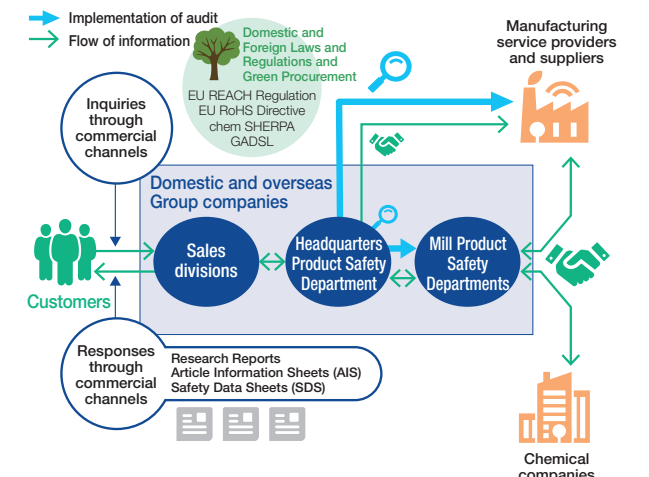 Implementation of audit
Flow of information
Domestic and
Foreign Laws and
Regulations and
Green Procurement
EU REACH Regulation
EU RoHS Directive
chem SHERPA
GADSL
Manufacturing
service providers
and suppliers
Inquiries
through
commercial
channels
Domestic and overseas
Group companies
Sales
divisions
Headquarters
Product Safety
Department
Mill Product
Safety
Departments
Customers
Responses
through
commercial
channels
Research Reports
Article Information Sheets (AIS)
Safety Data Sheets (SDS)
Chemical
companies